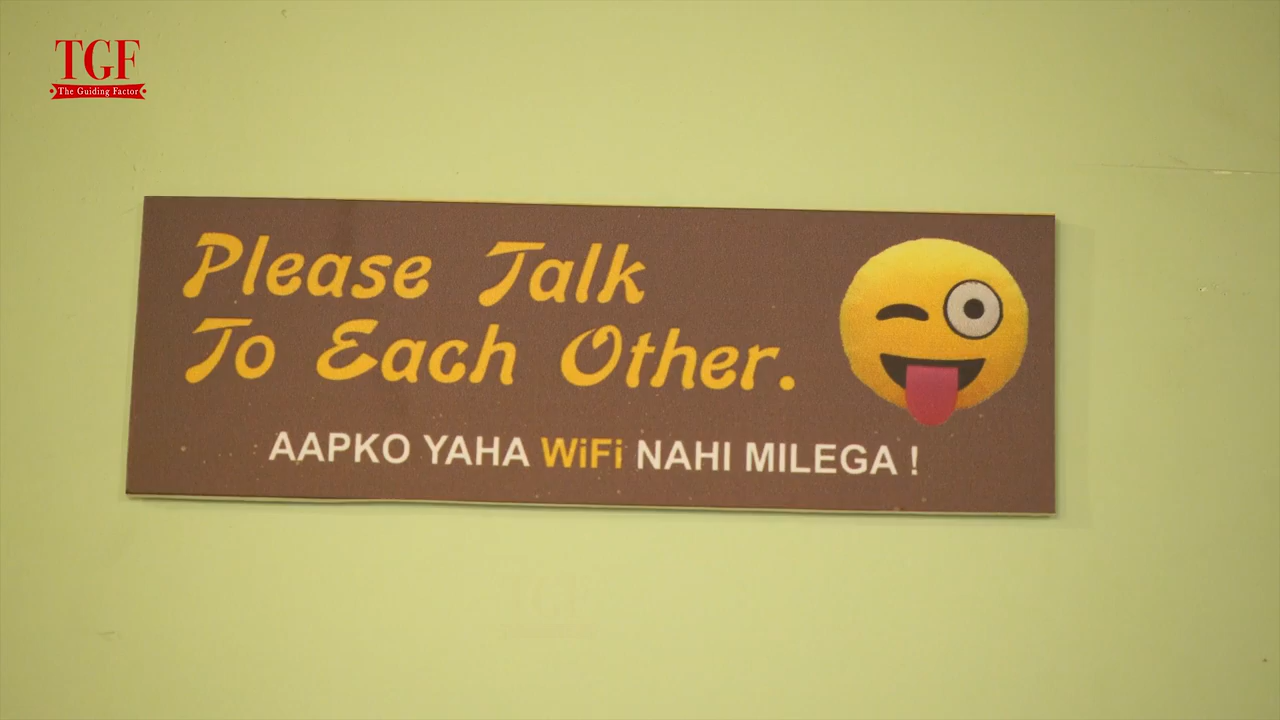 TGF
The Guiding Factor
Please Talk
To Each Other.
AAPKO YAHA WiFi NAHI MILEGA !